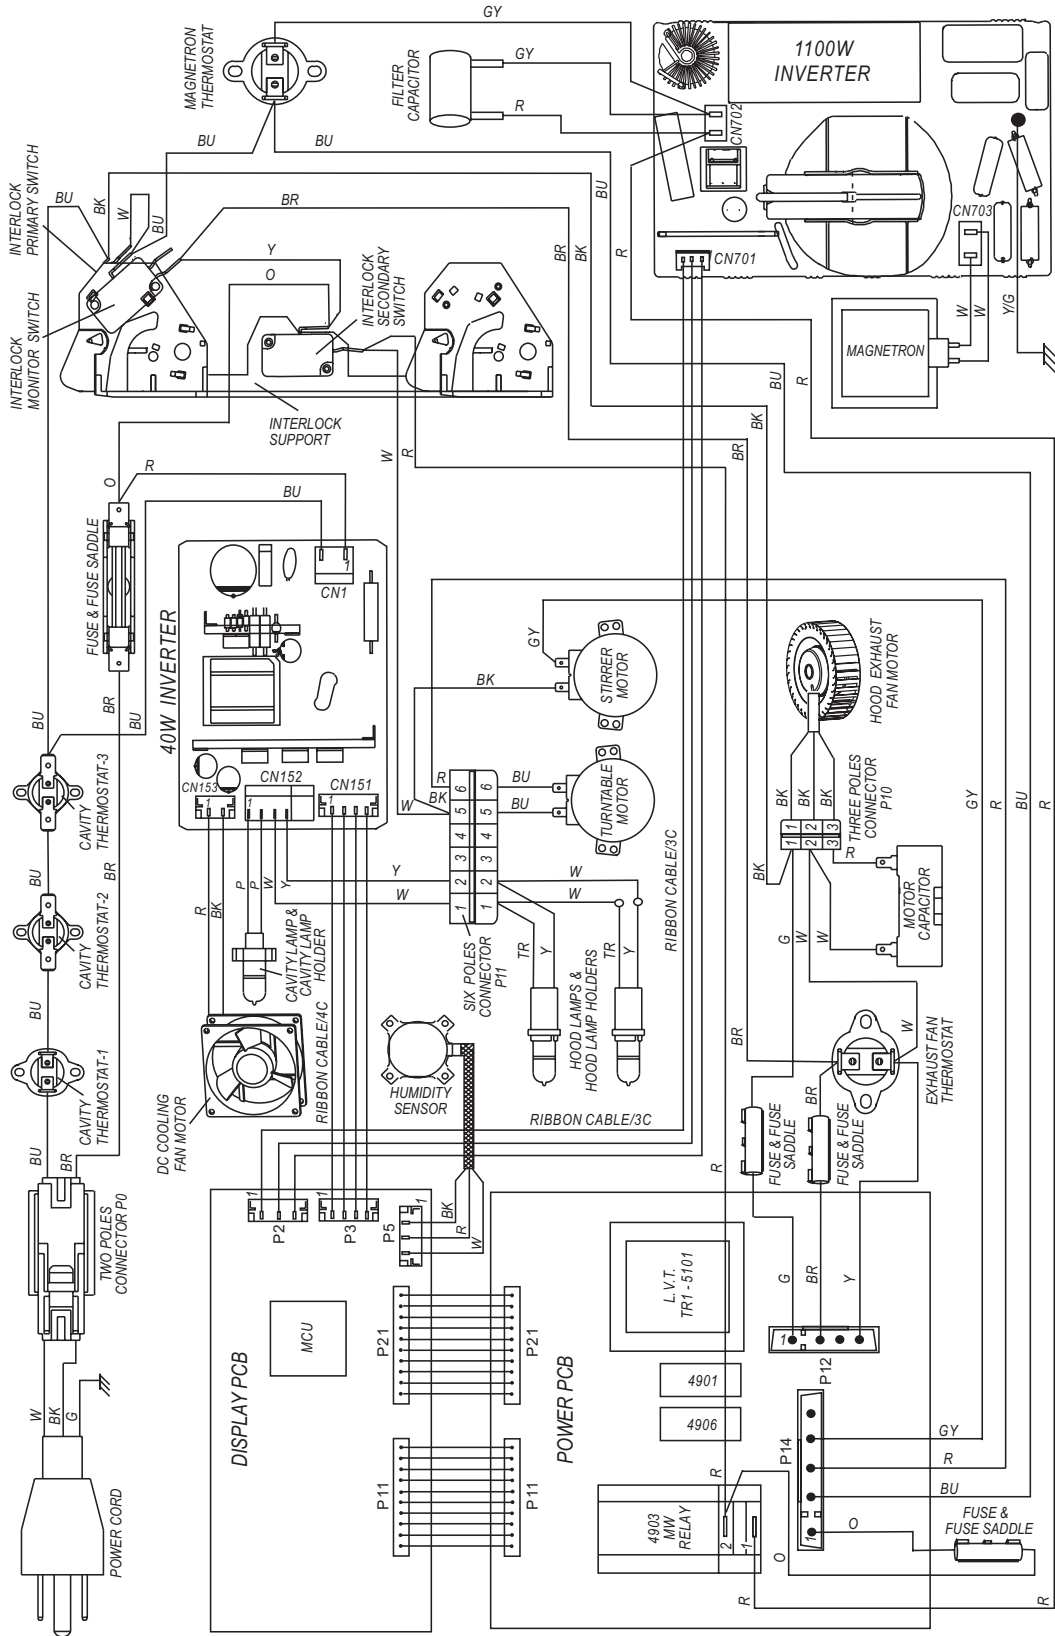 GY
MAGNETRON
THERMOSTAT
FILTER
CAPACITOR
GY
R
R
1100W
INVERTER
CN702
CN703
CN701
BU
BU
BU
INTERLOCK
PRIMARY SWITCH
BU
BK
W
BU
BR
Y
O
BR
BK
R
INTERLOCK
SECONDARY
SWITCH
INTERLOCK
MONITOR SWITCH
INTERLOCK
SUPPORT
MAGNETRON
W
W
Y/G
BU
R
BK
BR
W
R
O
R
BU
FUSE & FUSE SADDLE
1
CN1
40W INVERTER
BU
BR
BU
GY
BK
STIRRER
MOTOR
HOOD EXHAUST
FAN MOTOR
CAVITY
THERMOSTAT-3
CN153
1
CN152
1
CN151
1
R
BK
W
6
5
4
3
2
1
6
5
4
3
2
1
BU
BU
TURNTABLE
MOTOR
BK
BK
BK
THREE POLES
CONNECTOR
P10
1
2
3
1
2
3
R
BK
GY
R
BU
R
RIBBON CABLE/3C
BU
BR
CAVITY
THERMOSTAT-2
R
BK
P
P
W
Y
Y
W
W
W
G
W
W
MOTOR
CAPACITOR
CAVITY LAMP &
CAVITY LAMP
HOLDER
SIX POLES
CONNECTOR
P11
TR
Y
TR
Y
HOOD LAMPS &
HOOD LAMP HOLDERS
BU
CAVITY
THERMOSTAT-1
DC COOLING
FAN MOTOR
RIBBON CABLE/4C
HUMIDITY
SENSOR
RIBBON CABLE/3C
BR
BR
W
EXHAUST FAN
THERMOSTAT
FUSE & FUSE
SADDLE
FUSE & FUSE
SADDLE
R
BU
BR
TWO POLES
CONNECTOR P0
1
P2
1
P3
1
P5
BK
R
W
L.V.T.
TR1 - 5101
G
BR
Y
1
P12
MCU
P21
P21
DISPLAY PCB
POWER PCB
4901
4906
W
BK
G
P11
P11
P14
1
GY
R
BU
O
FUSE &
FUSE SADDLE
R
4903
MW
RELAY
2
1
O
R
R
POWER CORD